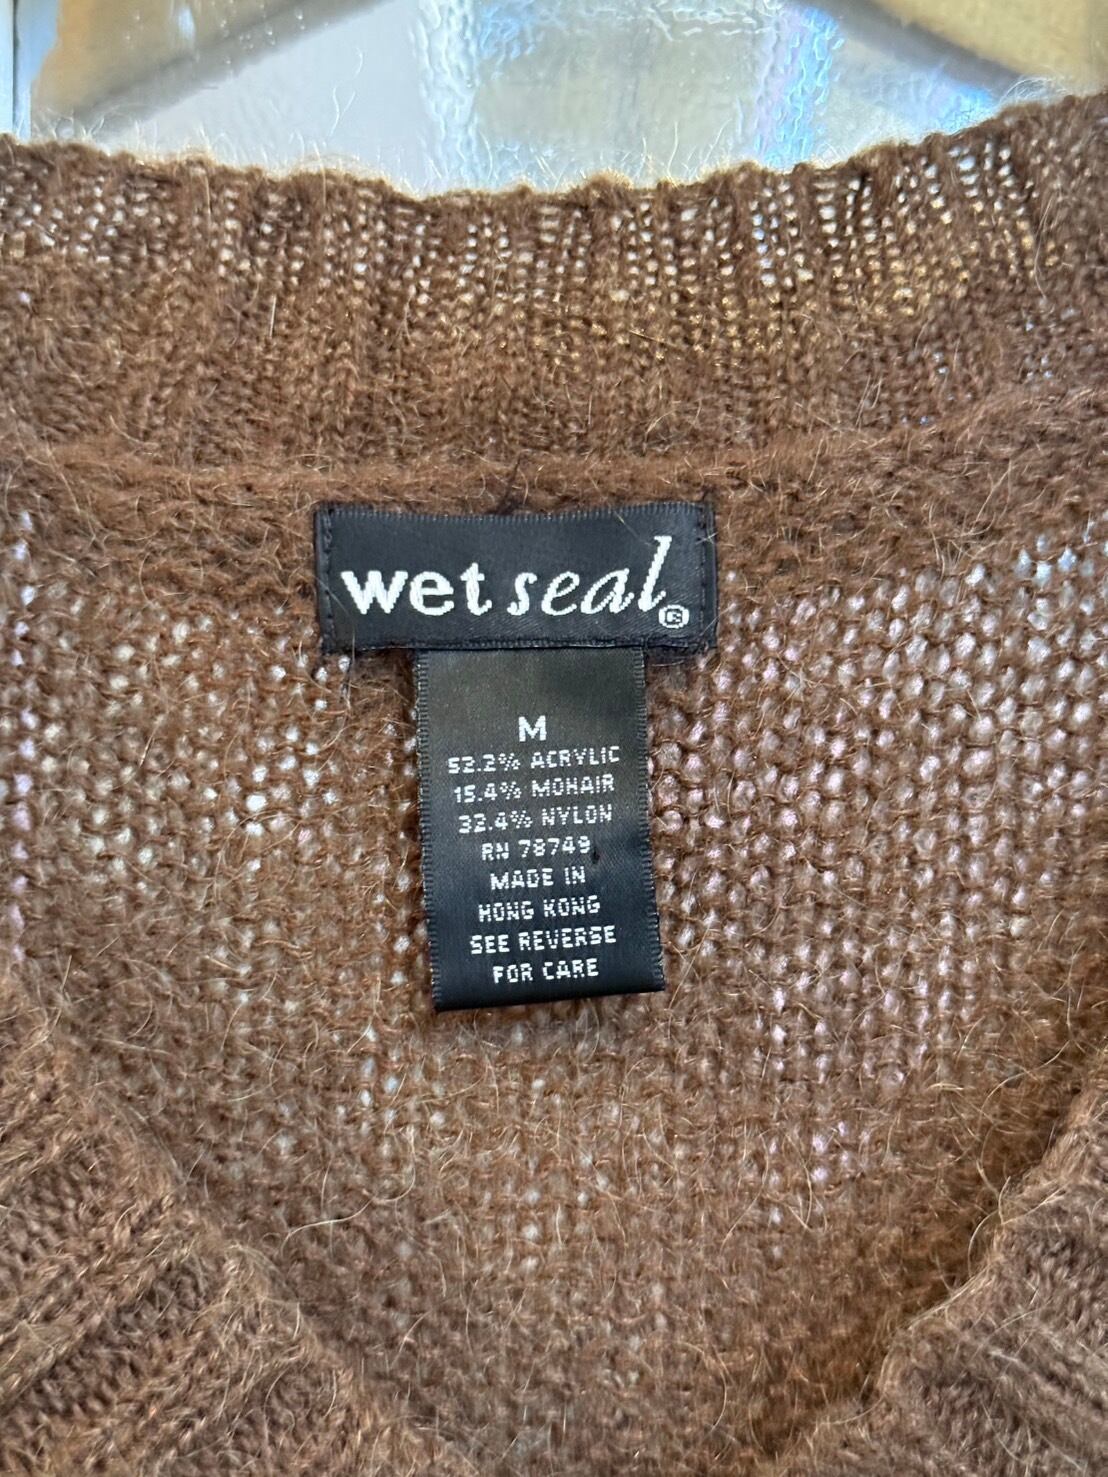 wet seal®
M
52.2% ACRYLIC
15.4% MOHAIR
32.4% NYLON
RN 78749
MADE IN
HONG KONG
SEE REVERSE
FOR CARE